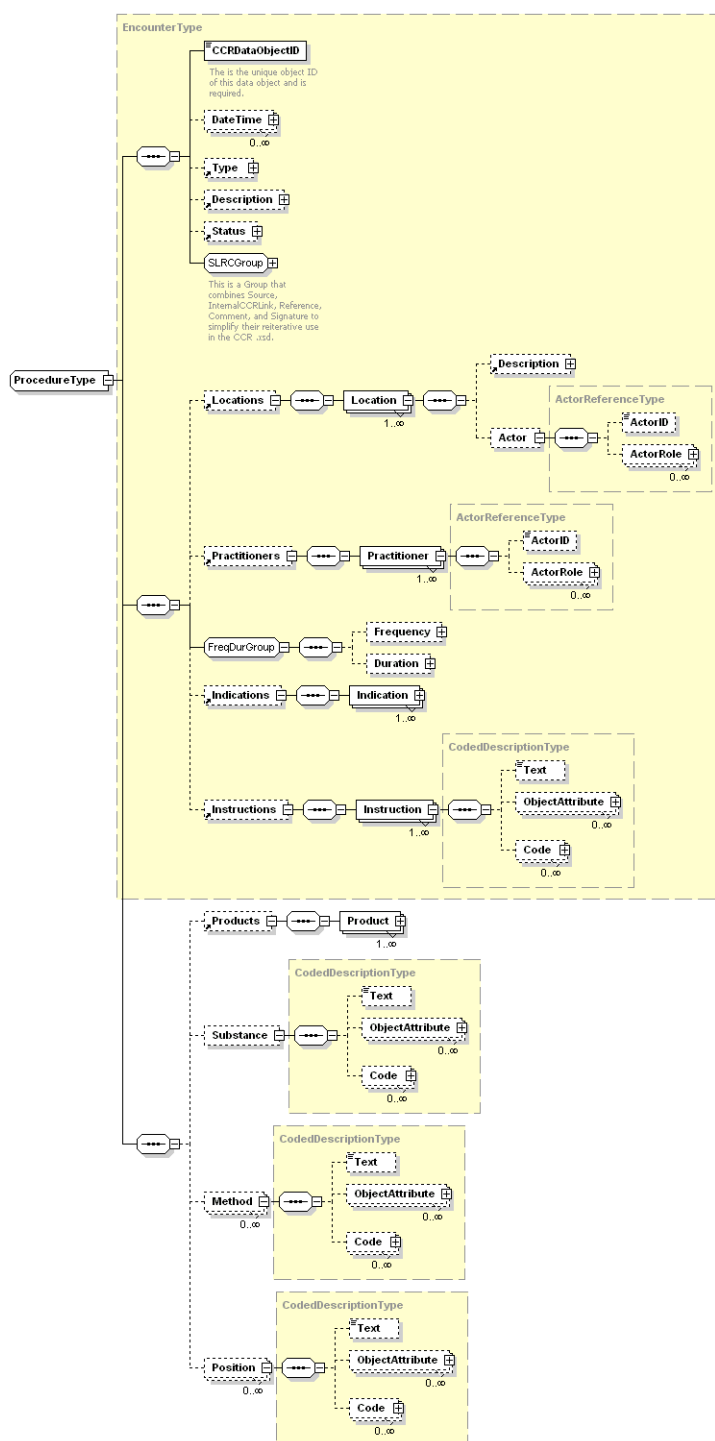 EncounterType
CCRDataObjectID
The is the unique object ID
of this data object and is
required.
DateTime
0..∞
Type
Description
Status
SLRCGroup
This is a Group that
combines Source,
InternalCCRLink, Reference,
Comment, and Signature to
simplify their reiterative use
in the CCR .xsd.
ProcedureType
Locations
Location
1..∞
Description
Actor
ActorReferenceType
ActorID
ActorRole
0..∞
Practitioners
Practitioner
1..∞
ActorReferenceType
ActorID
ActorRole
0..∞
FreqDurGroup
Frequency
Duration
Indications
Indication
1..∞
Instructions
Instruction
1..∞
CodedDescriptionType
Text
ObjectAttribute
0..∞
Code
0..∞
Products
Product
1..∞
Substance
CodedDescriptionType
Text
ObjectAttribute
0..∞
Code
0..∞
Method
0..∞
CodedDescriptionType
Text
ObjectAttribute
0..∞
Code
0..∞
Position
0..∞
CodedDescriptionType
Text
ObjectAttribute
0..∞
Code
0..∞